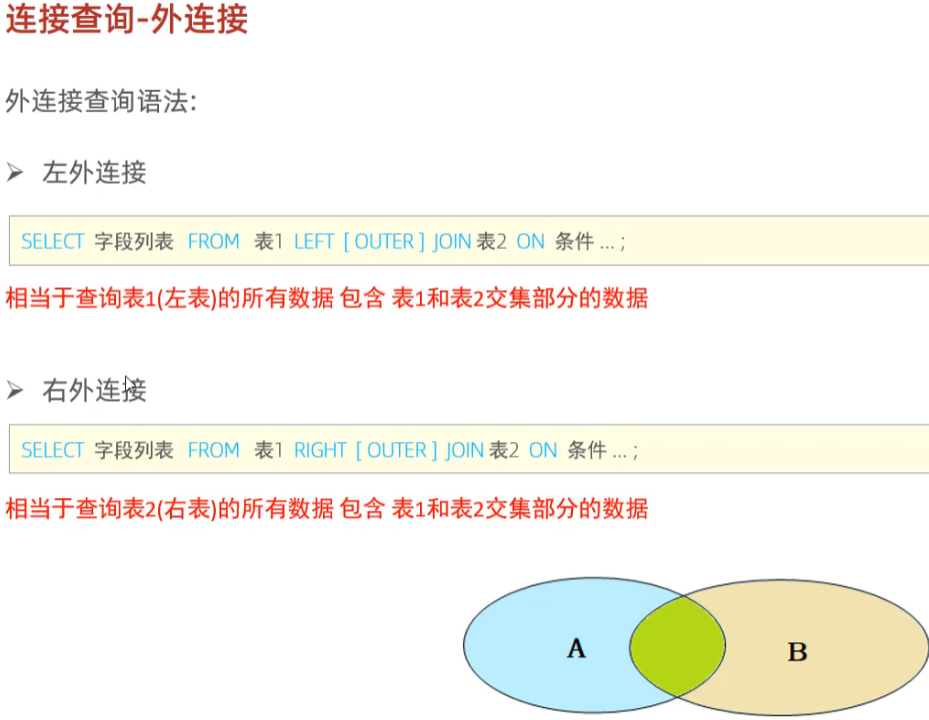 连接查询-外连接
外连接查询语法:
左外连接
SELECT 字段列表 FROM 表1 LEFT [ OUTER ] JOIN 表2 ON 条件 ... ;
相当于查询表1(左表)的所有数据 包含 表1和表2交集部分的数据
右外连接
SELECT 字段列表 FROM 表1 RIGHT [ OUTER ] JOIN 表2 ON 条件 ... ;
相当于查询表2(右表)的所有数据 包含 表1和表2交集部分的数据
A B